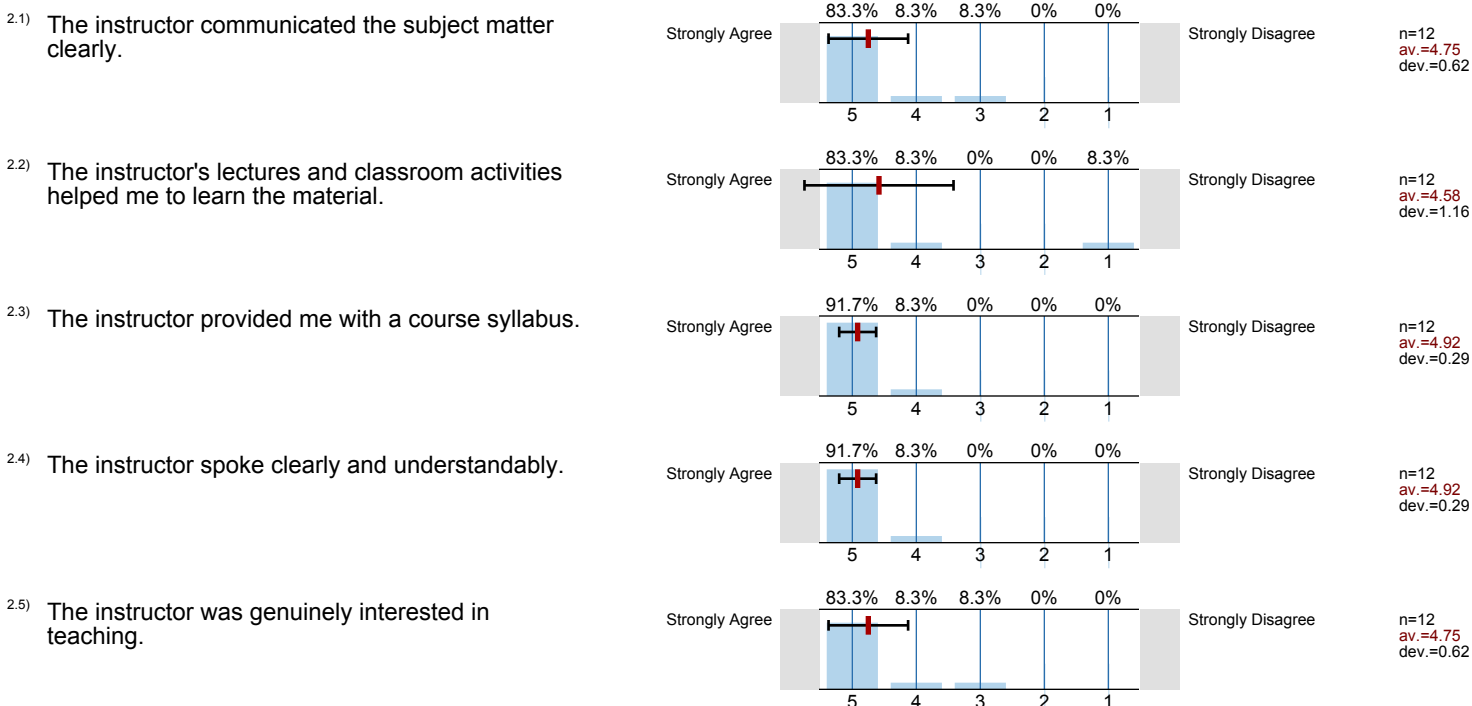 83.3% 8.3% 8.3% 0% 0%
2.1) The instructor communicated the subject matter
clearly.
Strongly Agree
Strongly Disagree
n=12
av.=4.75
dev.=0.62
5 4 3 2 1
83.3% 8.3% 0% 0% 8.3%
2.2) The instructor's lectures and classroom activities
helped me to learn the material.
Strongly Agree
Strongly Disagree
n=12
av.=4.58
dev.=1.16
5 4 3 2 1
91.7% 8.3% 0% 0% 0%
2.3) The instructor provided me with a course syllabus.
Strongly Agree
Strongly Disagree
n=12
av.=4.92
dev.=0.29
5 4 3 2 1
91.7% 8.3% 0% 0% 0%
2.4) The instructor spoke clearly and understandably.
Strongly Agree
Strongly Disagree
n=12
av.=4.92
dev.=0.29
5 4 3 2 1
83.3% 8.3% 8.3% 0% 0%
2.5) The instructor was genuinely interested in
teaching.
Strongly Agree
Strongly Disagree
n=12
av.=4.75
dev.=0.62
5 4 3 2 1